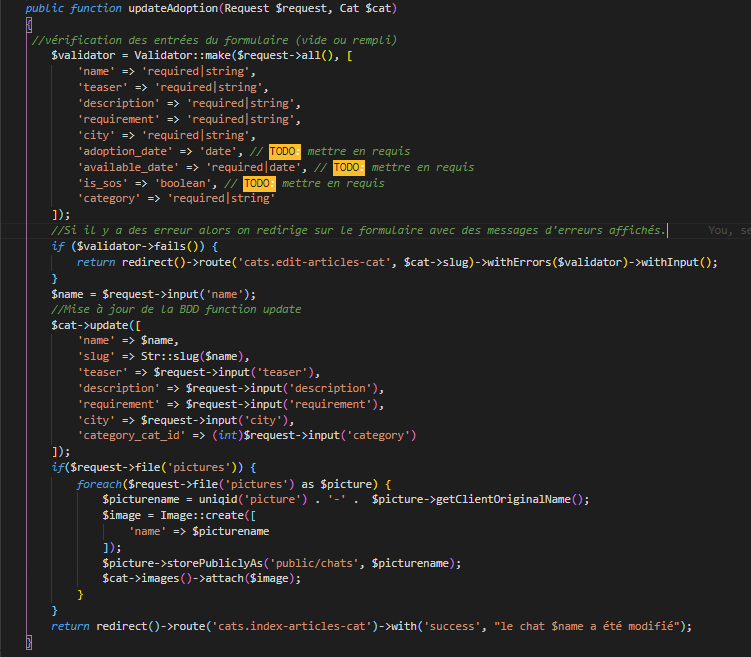 public function updateAdoption(Request $request, Cat $cat)
{
//vérification des entrées du formulaire (vide ou rempli)
$validator = Validator::make($request->all(), [
'name' => 'required|string',
'teaser' => 'required|string',
'description' => 'required|string',
'requirement' => 'required|string',
'city' => 'required|string',
'adoption_date' => 'date', // TODO: mettre en requis
'available_date' => 'required|date', // TODO: mettre en requis
'is_sos' => 'boolean', // TODO: mettre en requis
'category' => 'required|string'
]);
//Si il y a des erreur alors on redirige sur le formulaire avec des messages d'erreurs affichés. You, se
if ($validator->fails()) {
return redirect()->route('cats.edit-articles-cat', $cat->slug)->withErrors($validator)->withInput();
}
$name = $request->input('name');
//Mise à jour de la BDD function update
$cat->update([
'name' => $name,
'slug' => Str::slug($name),
'teaser' => $request->input('teaser'),
'description' => $request->input('description'),
'requirement' => $request->input('requirement'),
'city' => $request->input('city'),
'category_cat_id' => (int)$request->input('category')
]);
if($request->file('pictures')) {
foreach($request->file('pictures') as $picture) {
$picturename = uniqid('picture') . '-' . $picture->getClientOriginalName();
$image = Image::create([
'name' => $picturename
]);
$picture->storePubliclyAs('public/chats', $picturename);
$cat->images()->attach($image);
}
}
return redirect()->route('cats.index-articles-cat')->with('success', "le chat $name a été modifié");
}